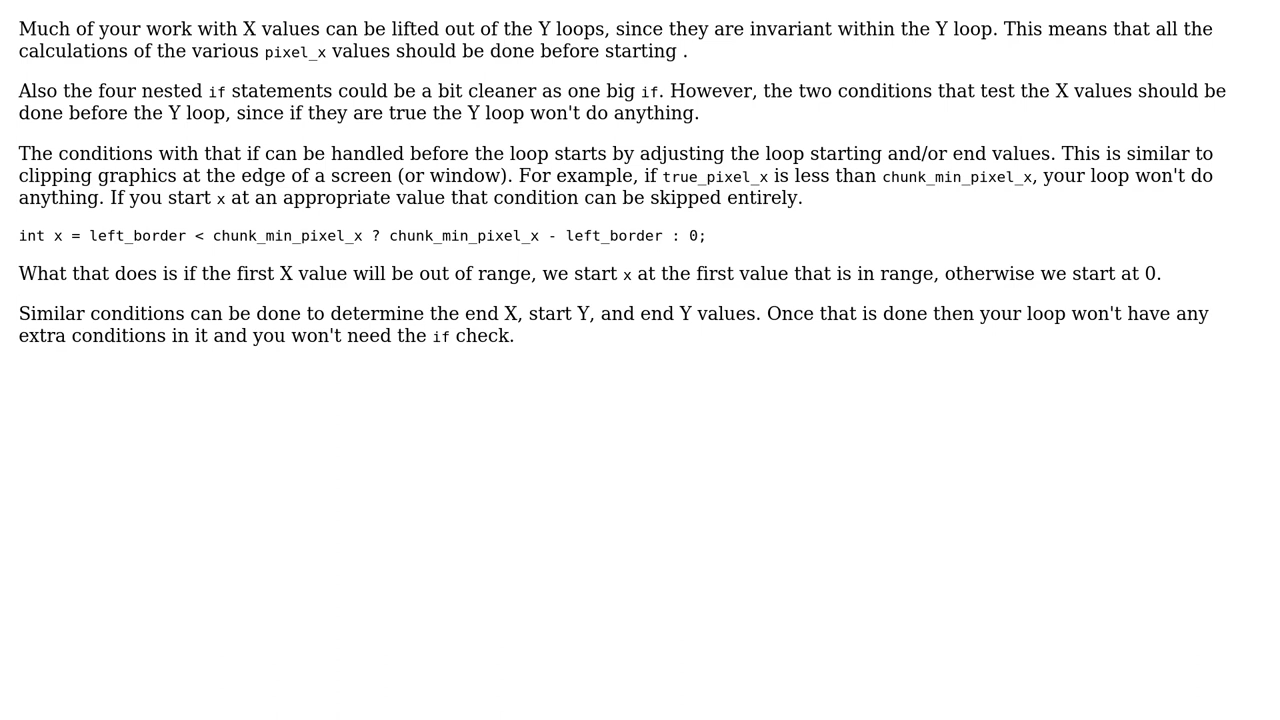 Much of your work with X values can be lifted out of the Y loops, since they are invariant within the Y loop. This means that all the
calculations of the various pixel_x values should be done before starting .
Also the four nested if statements could be a bit cleaner as one big if. However, the two conditions that test the X values should be
done before the Y loop, since if they are true the Y loop won't do anything.
The conditions with that if can be handled before the loop starts by adjusting the loop starting and/or end values. This is similar to
clipping graphics at the edge of a screen (or window). For example, if true_pixel_x is less than chunk_min_pixel_x, your loop won't do
anything. If you start x at an appropriate value that condition can be skipped entirely.
int x = left_border < chunk_min_pixel_x ? chunk_min_pixel_x - left_border : 0;
What that does is if the first X value will be out of range, we start x at the first value that is in range, otherwise we start at 0.
Similar conditions can be done to determine the end X, start Y, and end Y values. Once that is done then your loop won't have any
extra conditions in it and you won't need the if check.